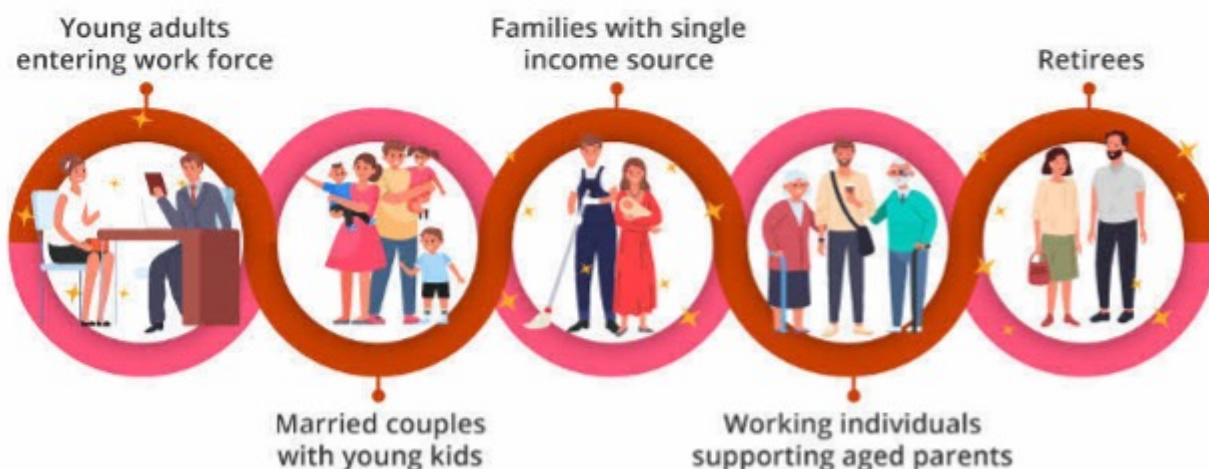 Young adults
entering work force
Families with single
income source
Retirees
Married couples
with young kids
Working individuals
supporting aged parents